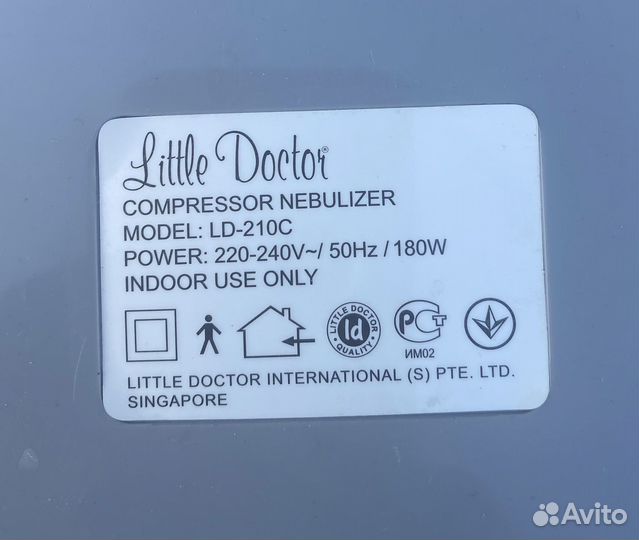 Little Doctor®
COMPRESSOR NEBULIZER
MODEL: LD-210C
POWER: 220-240V~/ 50Hz / 180W
INDOOR USE ONLY
LITTLE DOCTOR
ld
QUALITY
РСТ
ИМ02
LITTLE DOCTOR INTERNATIONAL (S) PTE. LTD.
SINGAPORE
Avito